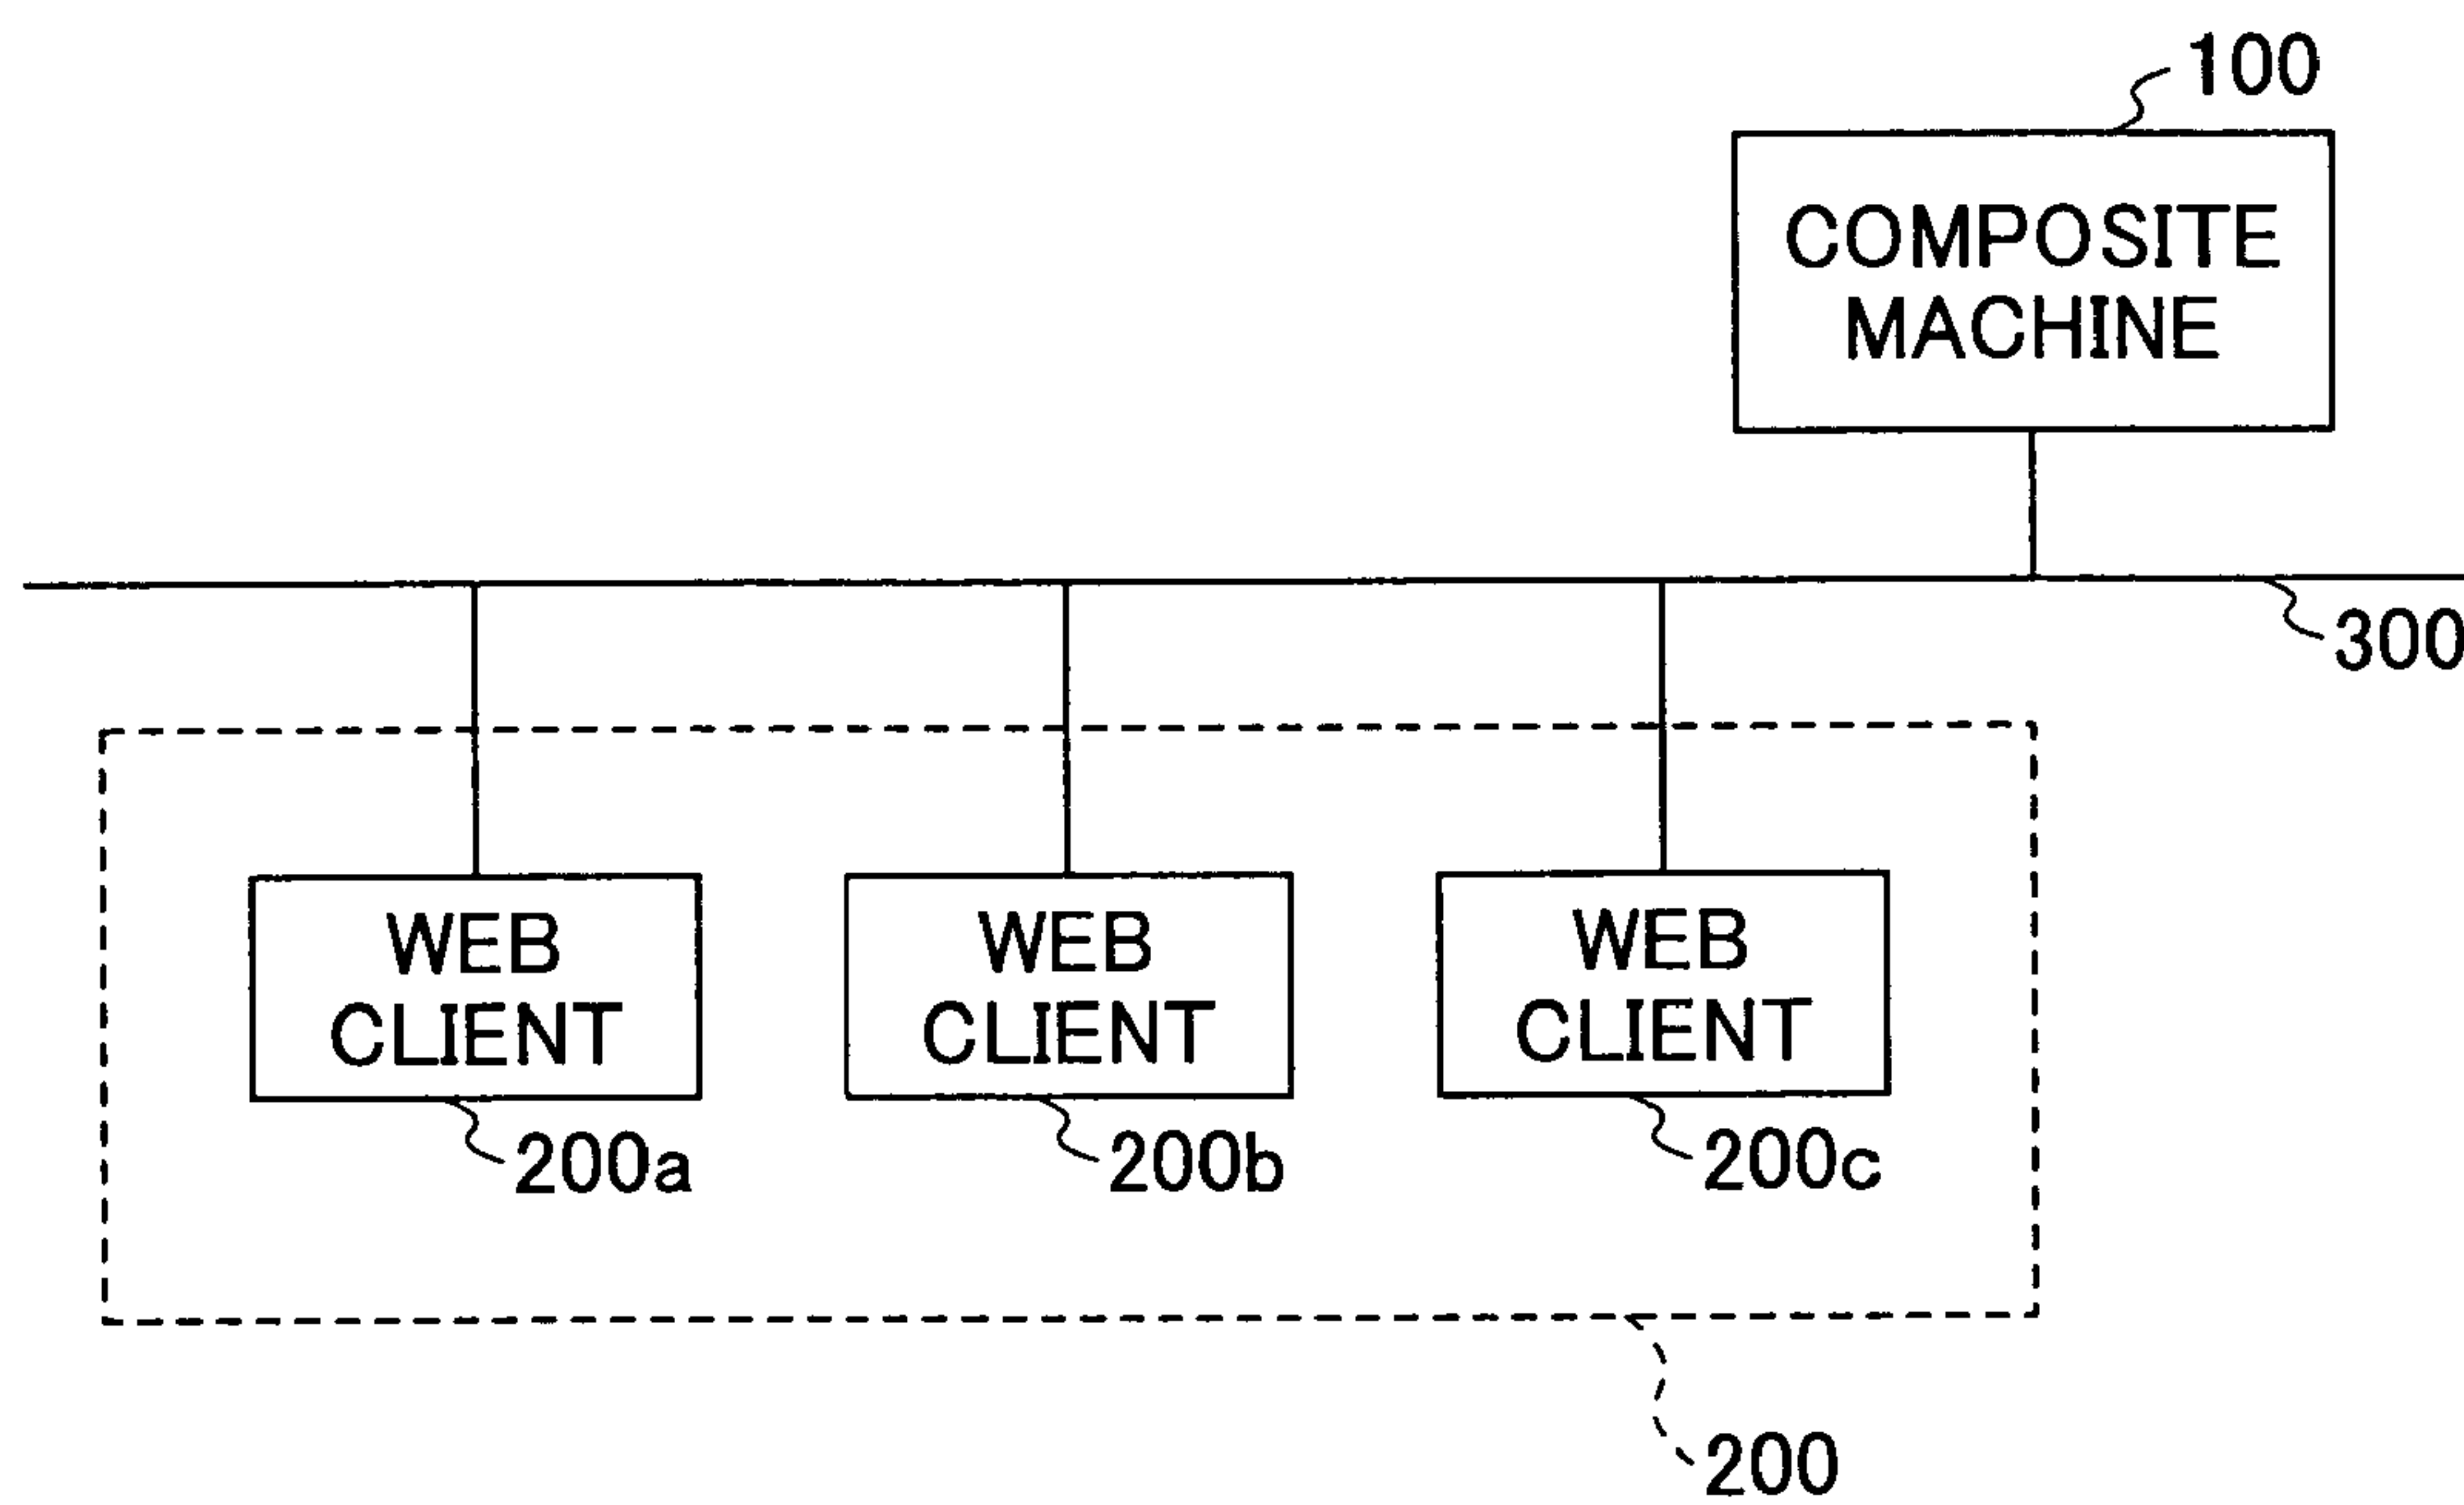 100
COMPOSITE
MACHINE
300
WEB
CLIENT
200a
WEB
CLIENT
200b
WEB
CLIENT
200c
200